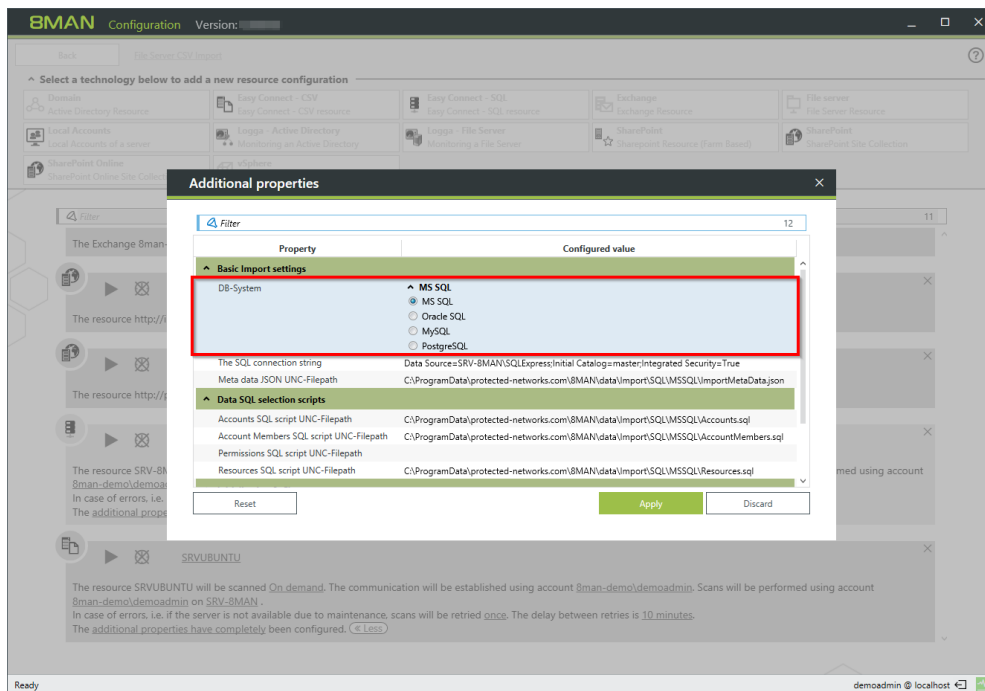 8MAN Configuration Version:
Back File Server CSV Import
Select a technology below to add a new resource configuration
Domain
Active Directory Resource
Easy Connect - CSV
Easy Connect - CSV resource
Easy Connect - SQL
Easy Connect - SQL resource
Exchange
Exchange Resource
File server
File Server Resource
Local Accounts
Local Accounts of a server
Logga - Active Directory
Monitoring an Active Directory
Logga - File Server
Monitoring a File Server
SharePoint
Sharepoint Resource (Farm Based)
SharePoint
SharePoint Site Collection
SharePoint Online
SharePoint Online Site Collect
vSphere
Additional properties
Filter 11
The Exchange 8man-
The resource http://i
The resource http://p
The resource SRV-8M
med using account
8man-demo\demoa
In case of errors, i.e.
The additional prope
Filter 12
Property Configured value
Basic Import settings
DB-System
MS SQL
MS SQL
Oracle SQL
MySQL
PostgreSQL
The SQL connection string Data Source=SRV-8MAN\SQLExpress;Initial Catalog=master;Integrated Security=True
Meta data JSON UNC-Filepath C:\ProgramData\protected-networks.com\8MAN\data\Import\SQL\MSSQL\ImportMetaData.json
Data SQL selection scripts
Accounts SQL script UNC-Filepath C:\ProgramData\protected-networks.com\8MAN\data\Import\SQL\MSSQL\Accounts.sql
Account Members SQL script UNC-Filepath C:\ProgramData\protected-networks.com\8MAN\data\Import\SQL\MSSQL\AccountMembers.sql
Permissions SQL script UNC-Filepath
Resources SQL script UNC-Filepath C:\ProgramData\protected-networks.com\8MAN\data\Import\SQL\MSSQL\Resources.sql
Reset Apply Discard
SRVUBUNTU
The resource SRVUBUNTU will be scanned On demand. The communication will be established using account 8man-demo\demoadmin. Scans will be performed using account
8man-demo\demoadmin on SRV-8MAN .
In case of errors, i.e. if the server is not available due to maintenance, scans will be retried once. The delay between retries is 10 minutes.
The additional properties have completely been configured. « Less
Ready demoadmin @ localhost